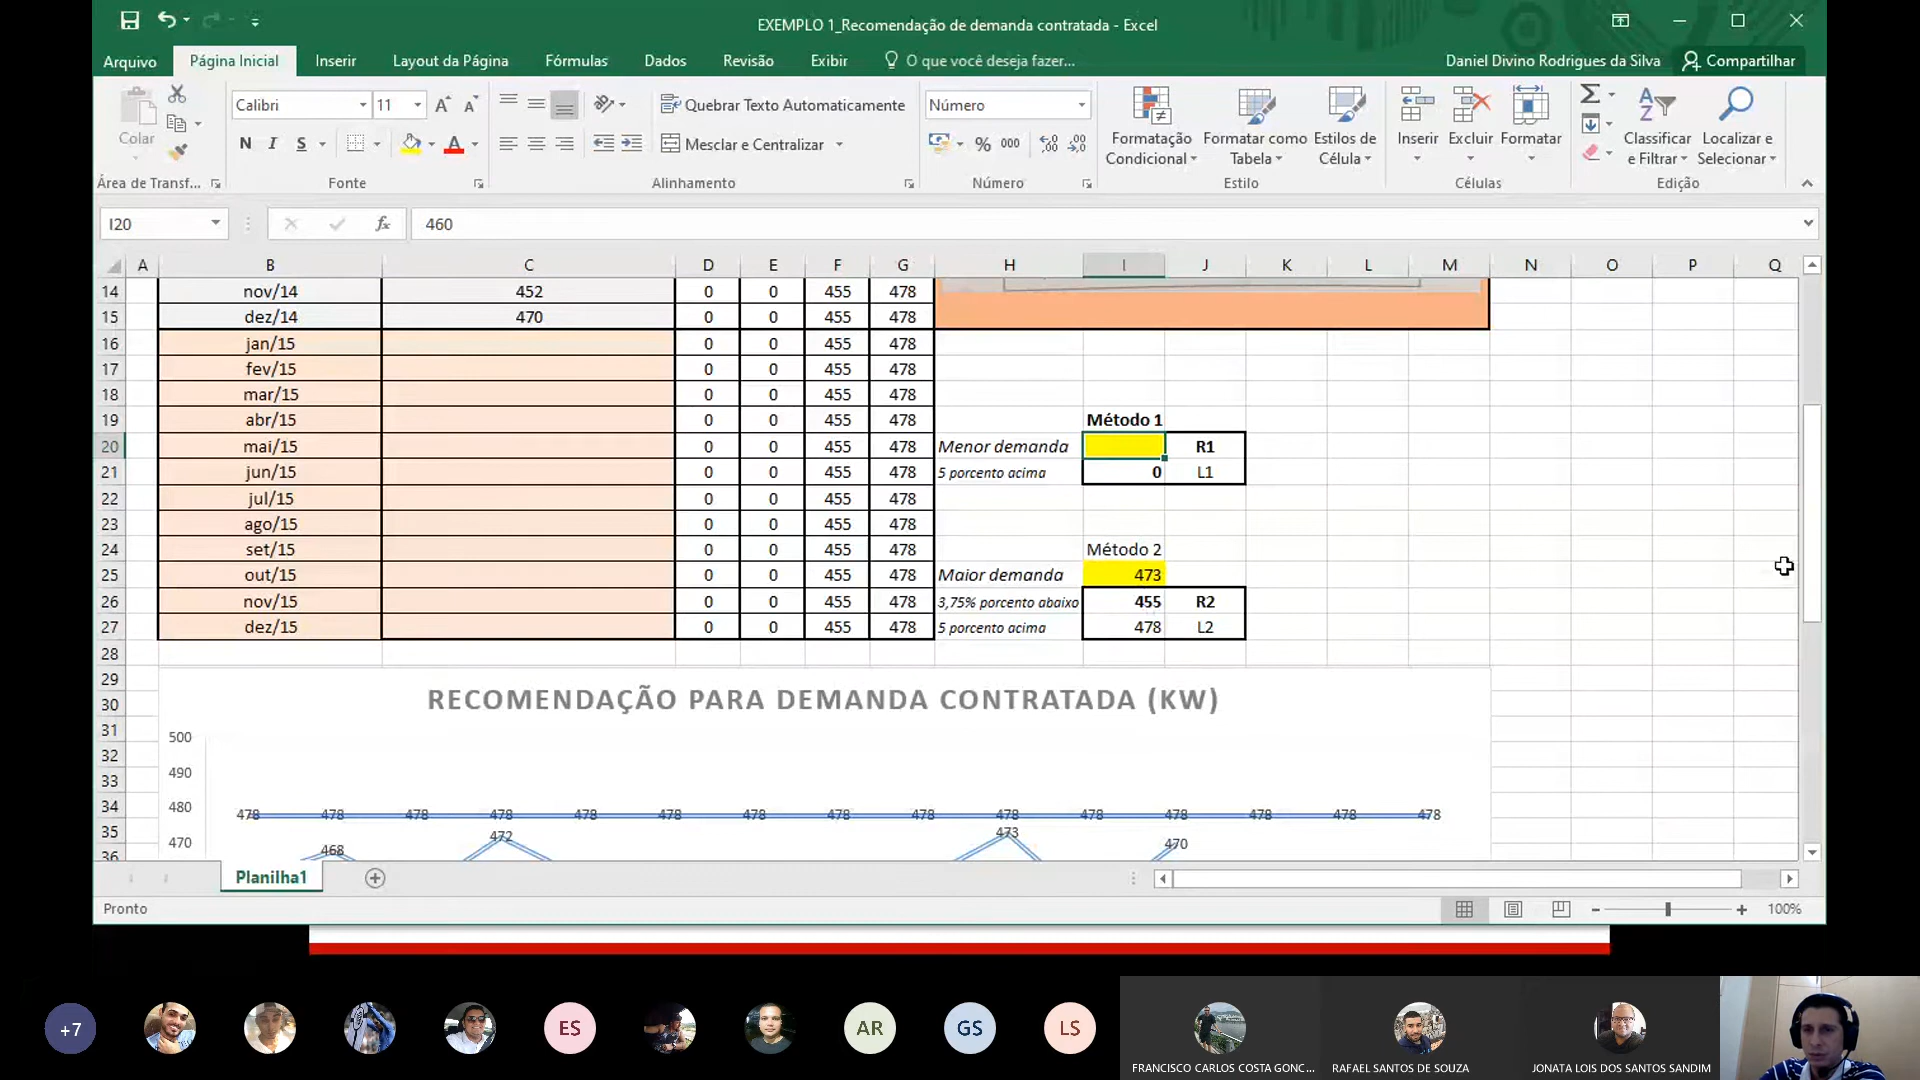 EXEMPLO 1_Recomendação de demanda contratada - Excel
Arquivo Página Inicial Inserir Layout da Página Fórmulas Dados Revisão Exibir O que você deseja fazer... Daniel Divino Rodrigues da Silva Compartilhar
Colar Calibri 11 Quebrar Texto Automaticamente Número
N I S Mesclar e Centralizar % 000
Formatação Condicional Formatar como Tabela Estilos de Célula Inserir Excluir Formatar Classificar e Filtrar Localizar e Selecionar
Área de Transf... Fonte Alinhamento Número Estilo Células Edição
I20 fx 460
A B C D E F G H I J K L M N O P Q
14 nov/14 452 0 0 455 478
15 dez/14 470 0 0 455 478
16 jan/15 0 0 455 478
17 fev/15 0 0 455 478
18 mar/15 0 0 455 478
19 abr/15 0 0 455 478 Método 1
20 mai/15 0 0 455 478 Menor demanda R1
21 jun/15 0 0 455 478 5 porcento acima 0 L1
22 jul/15 0 0 455 478
23 ago/15 0 0 455 478
24 set/15 0 0 455 478 Método 2
25 out/15 0 0 455 478 Maior demanda 473
26 nov/15 0 0 455 478 3,75% porcento abaixo 455 R2
27 dez/15 0 0 455 478 5 porcento acima 478 L2
28
29
30 RECOMENDAÇÃO PARA DEMANDA CONTRATADA (KW)
31 500
32
33 490
34 480 478 478 478 478 478 478 478 478 478 478 478 478 478 478 478
35 472 473
36 470 468 470
Planilha1
Pronto 100%
+7 ES AR GS LS
FRANCISCO CARLOS COSTA GONC... RAFAEL SANTOS DE SOUZA JONATA LOIS DOS SANTOS SANDIM